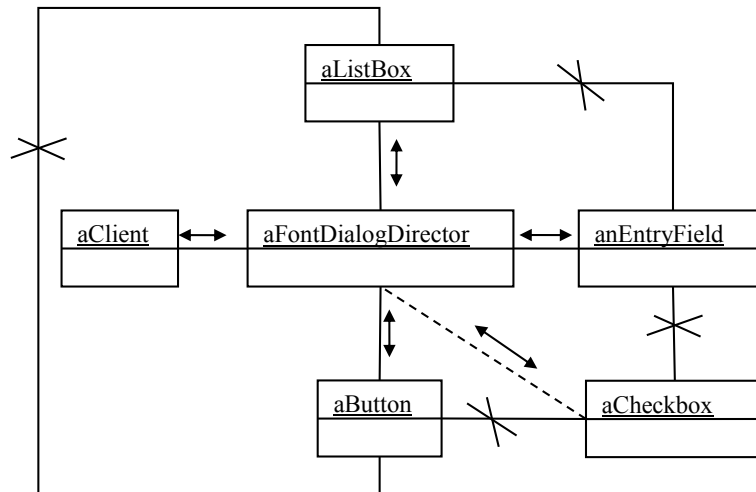 aListBox
aClient
aFontDialogDirector
anEntryField
aButton
aCheckbox